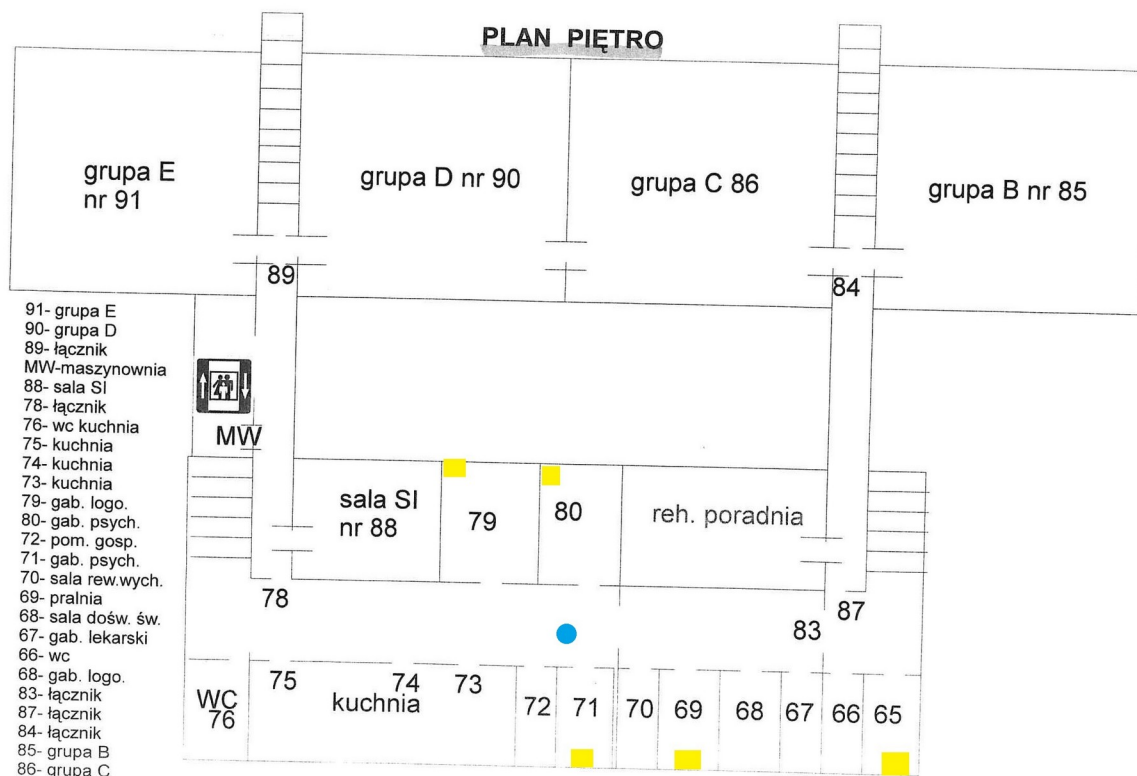 PLAN PIĘTRO
grupa E
nr 91
grupa D nr 90
grupa C 86
grupa B nr 85
89
84
91- grupa E
90- grupa D
89- łącznik
MW-maszynownia
88- sala SI
78- łącznik
76- wc kuchnia
75- kuchnia
74- kuchnia
73- kuchnia
79- gab. logo.
80- gab. psych.
72- pom. gosp.
71- gab. psych.
70- sala rew.wych.
69- pralnia
68- sala dośw. św.
67- gab. lekarski
66- wc
68- gab. logo.
83- łącznik
87- łącznik
84- łącznik
85- grupa B
86- grupa C
MW
sala SI
nr 88
79
80
reh. poradnia
78
83
87
WC
76
75
kuchnia
74
73
72
71
70
69
68
67
66
65